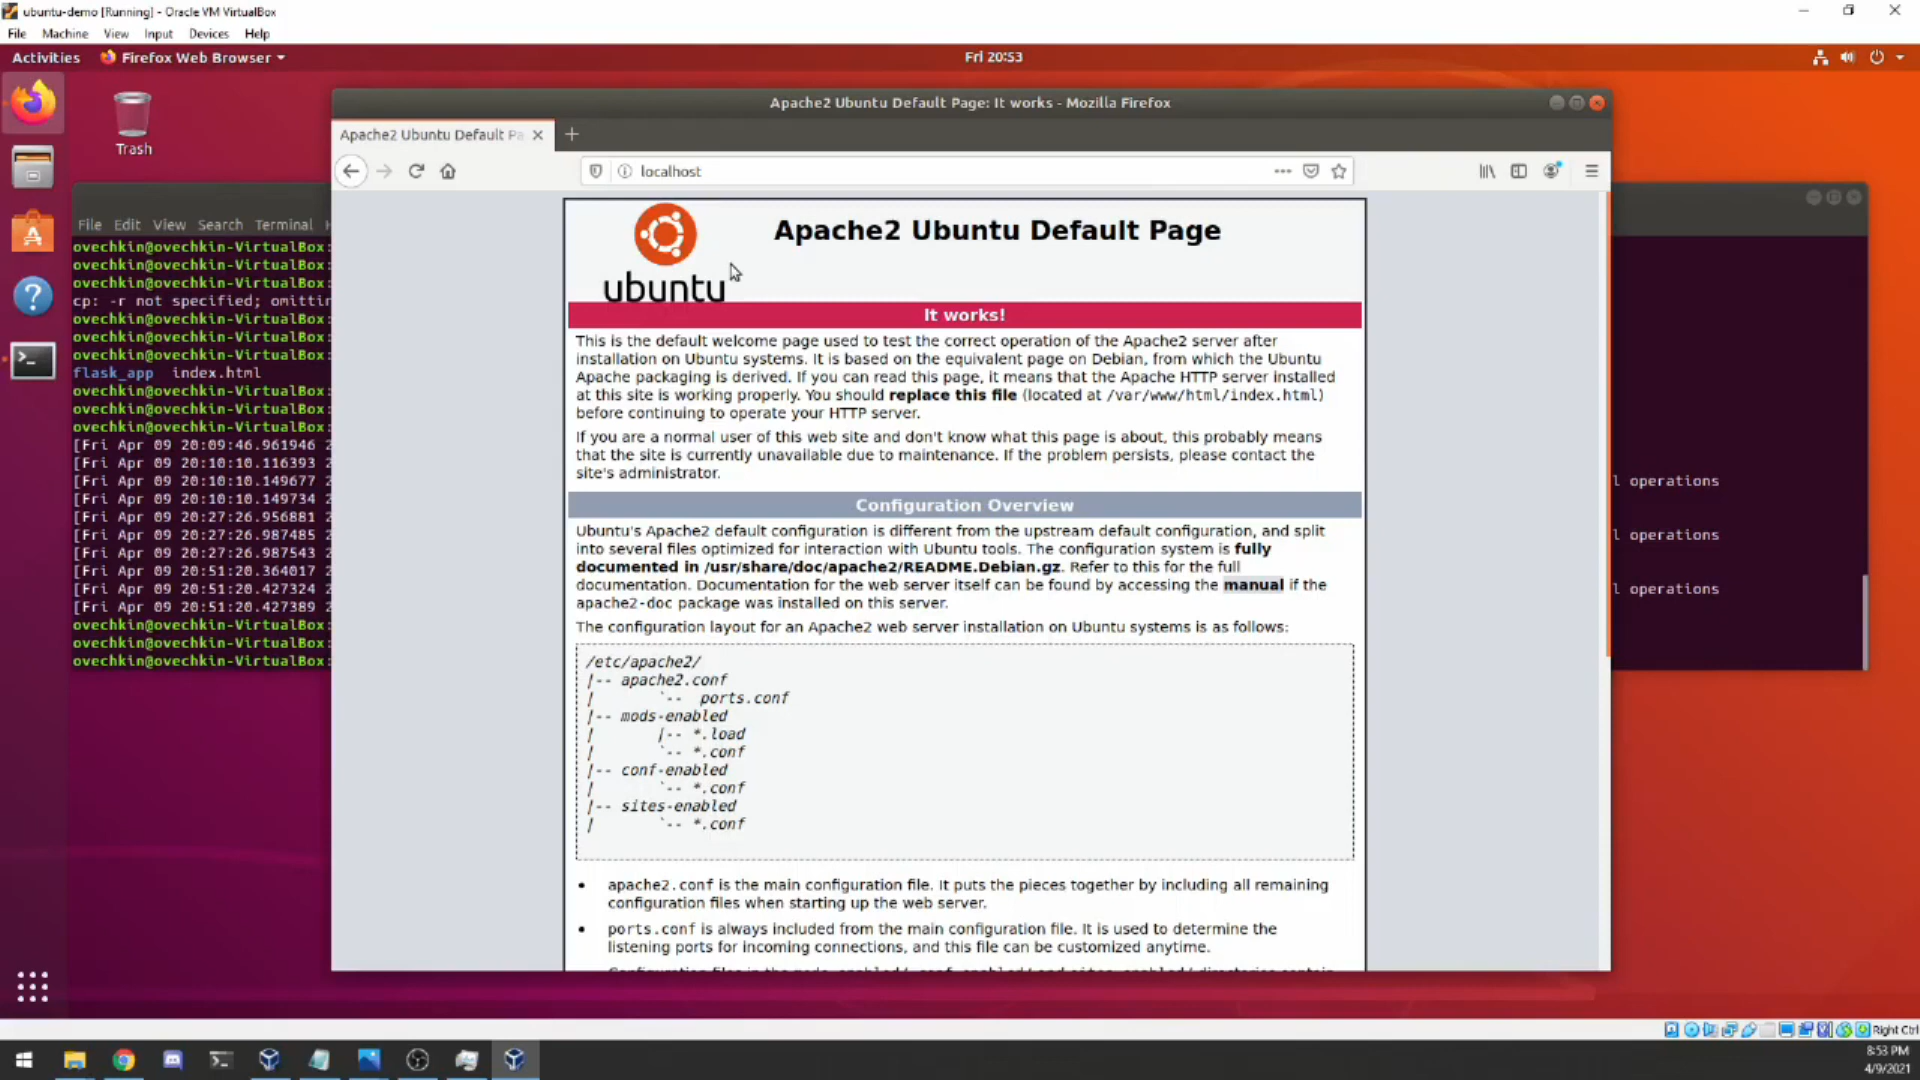 ubuntu-demo [Running] - Oracle VM VirtualBox
File Machine View Input Devices Help
Activities Firefox Web Browser Fri 20:53
Trash
Apache2 Ubuntu Default Page: It works - Mozilla Firefox
Apache2 Ubuntu Default Pa
localhost
File Edit View Search Terminal
ovechkin@ovechkin-VirtualBox:
ovechkin@ovechkin-VirtualBox:
ovechkin@ovechkin-VirtualBox:
cp: -r not specified; omittin
ovechkin@ovechkin-VirtualBox:
ovechkin@ovechkin-VirtualBox:
ovechkin@ovechkin-VirtualBox:
flask_app index.html
ovechkin@ovechkin-VirtualBox:
ovechkin@ovechkin-VirtualBox:
ovechkin@ovechkin-VirtualBox:
[Fri Apr 09 20:09:46.961946 2
[Fri Apr 09 20:10:10.116393 2
[Fri Apr 09 20:10:10.149677 2
[Fri Apr 09 20:10:10.149734 2
[Fri Apr 09 20:27:26.956881 2
[Fri Apr 09 20:27:26.987485 2
[Fri Apr 09 20:27:26.987543 2
[Fri Apr 09 20:51:20.364017 2
[Fri Apr 09 20:51:20.427324 2
[Fri Apr 09 20:51:20.427389 2
ovechkin@ovechkin-VirtualBox:
ovechkin@ovechkin-VirtualBox:
ovechkin@ovechkin-VirtualBox:
ubuntu
Apache2 Ubuntu Default Page
It works!
This is the default welcome page used to test the correct operation of the Apache2 server after
installation on Ubuntu systems. It is based on the equivalent page on Debian, from which the Ubuntu
Apache packaging is derived. If you can read this page, it means that the Apache HTTP server installed
at this site is working properly. You should replace this file (located at /var/www/html/index.html)
before continuing to operate your HTTP server.
If you are a normal user of this web site and don't know what this page is about, this probably means
that the site is currently unavailable due to maintenance. If the problem persists, please contact the
site's administrator.
Configuration Overview
Ubuntu's Apache2 default configuration is different from the upstream default configuration, and split
into several files optimized for interaction with Ubuntu tools. The configuration system is fully
documented in /usr/share/doc/apache2/README.Debian.gz. Refer to this for the full
documentation. Documentation for the web server itself can be found by accessing the manual if the
apache2-doc package was installed on this server.
The configuration layout for an Apache2 web server installation on Ubuntu systems is as follows:
/etc/apache2/
|-- apache2.conf
| `-- ports.conf
|-- mods-enabled
| |-- *.load
| `-- *.conf
|-- conf-enabled
| `-- *.conf
|-- sites-enabled
| `-- *.conf
• apache2.conf is the main configuration file. It puts the pieces together by including all remaining
configuration files when starting up the web server.
• ports.conf is always included from the main configuration file. It is used to determine the
listening ports for incoming connections, and this file can be customized anytime.
l operations
l operations
l operations
Right Ctrl
8:53 PM
4/9/2021